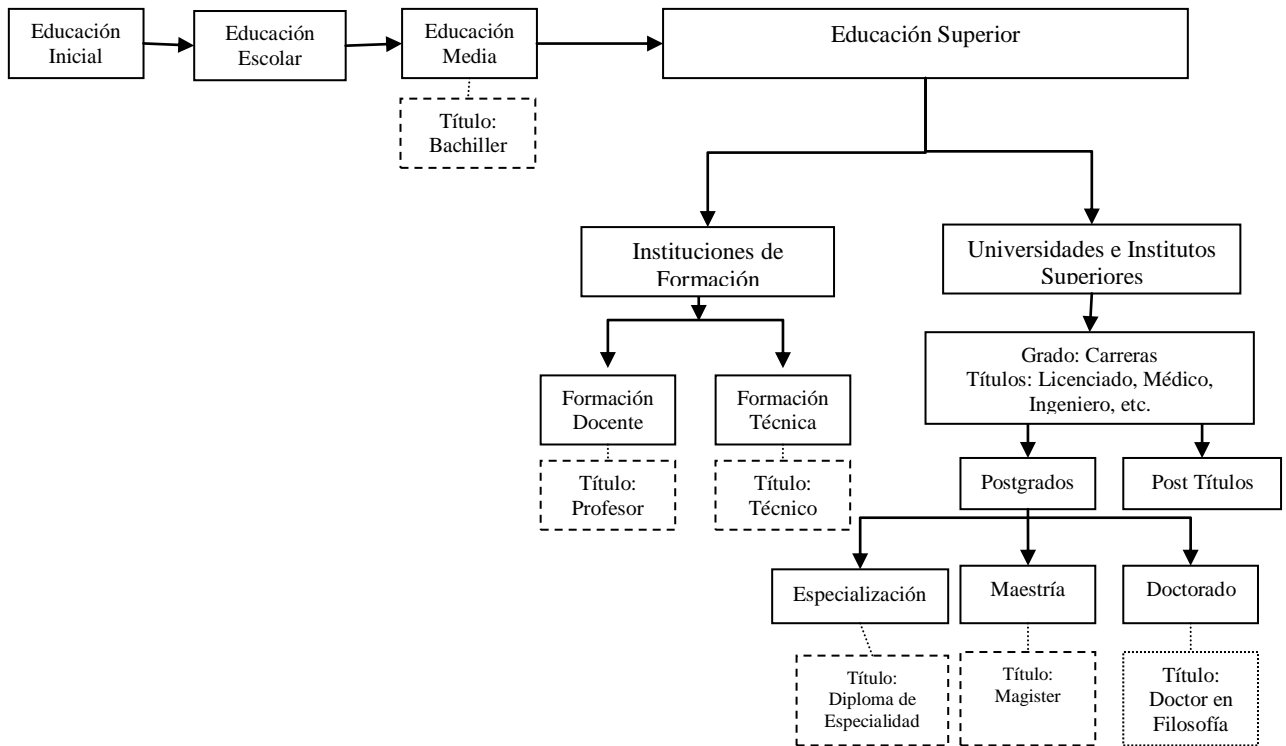 Educación
Inicial
Educación
Escolar
Educación
Media
Educación Superior
Título:
Bachiller
Instituciones de
Formación
Universidades e Institutos
Superiores
Grado: Carreras
Títulos: Licenciado, Médico,
Ingeniero, etc.
Formación
Docente
Formación
Técnica
Título:
Profesor
Título:
Técnico
Postgrados
Post Títulos
Especialización
Maestría
Doctorado
Título:
Diploma de
Especialidad
Título:
Magister
Título:
Doctor en
Filosofía